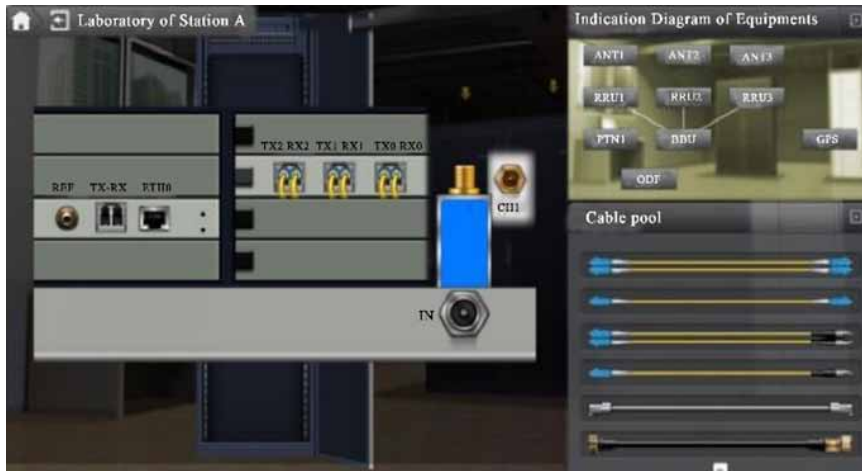 Laboratory of Station A
TX2 RX2 TX1 RX1 TX0 RX0
REF TX-RX ETH0
CH1
IN
Indication Diagram of Equipments
ANT1 ANT2 ANT3
RRU1 RRU2 RRU3
PTN1 BBU GPS
ODF
Cable pool